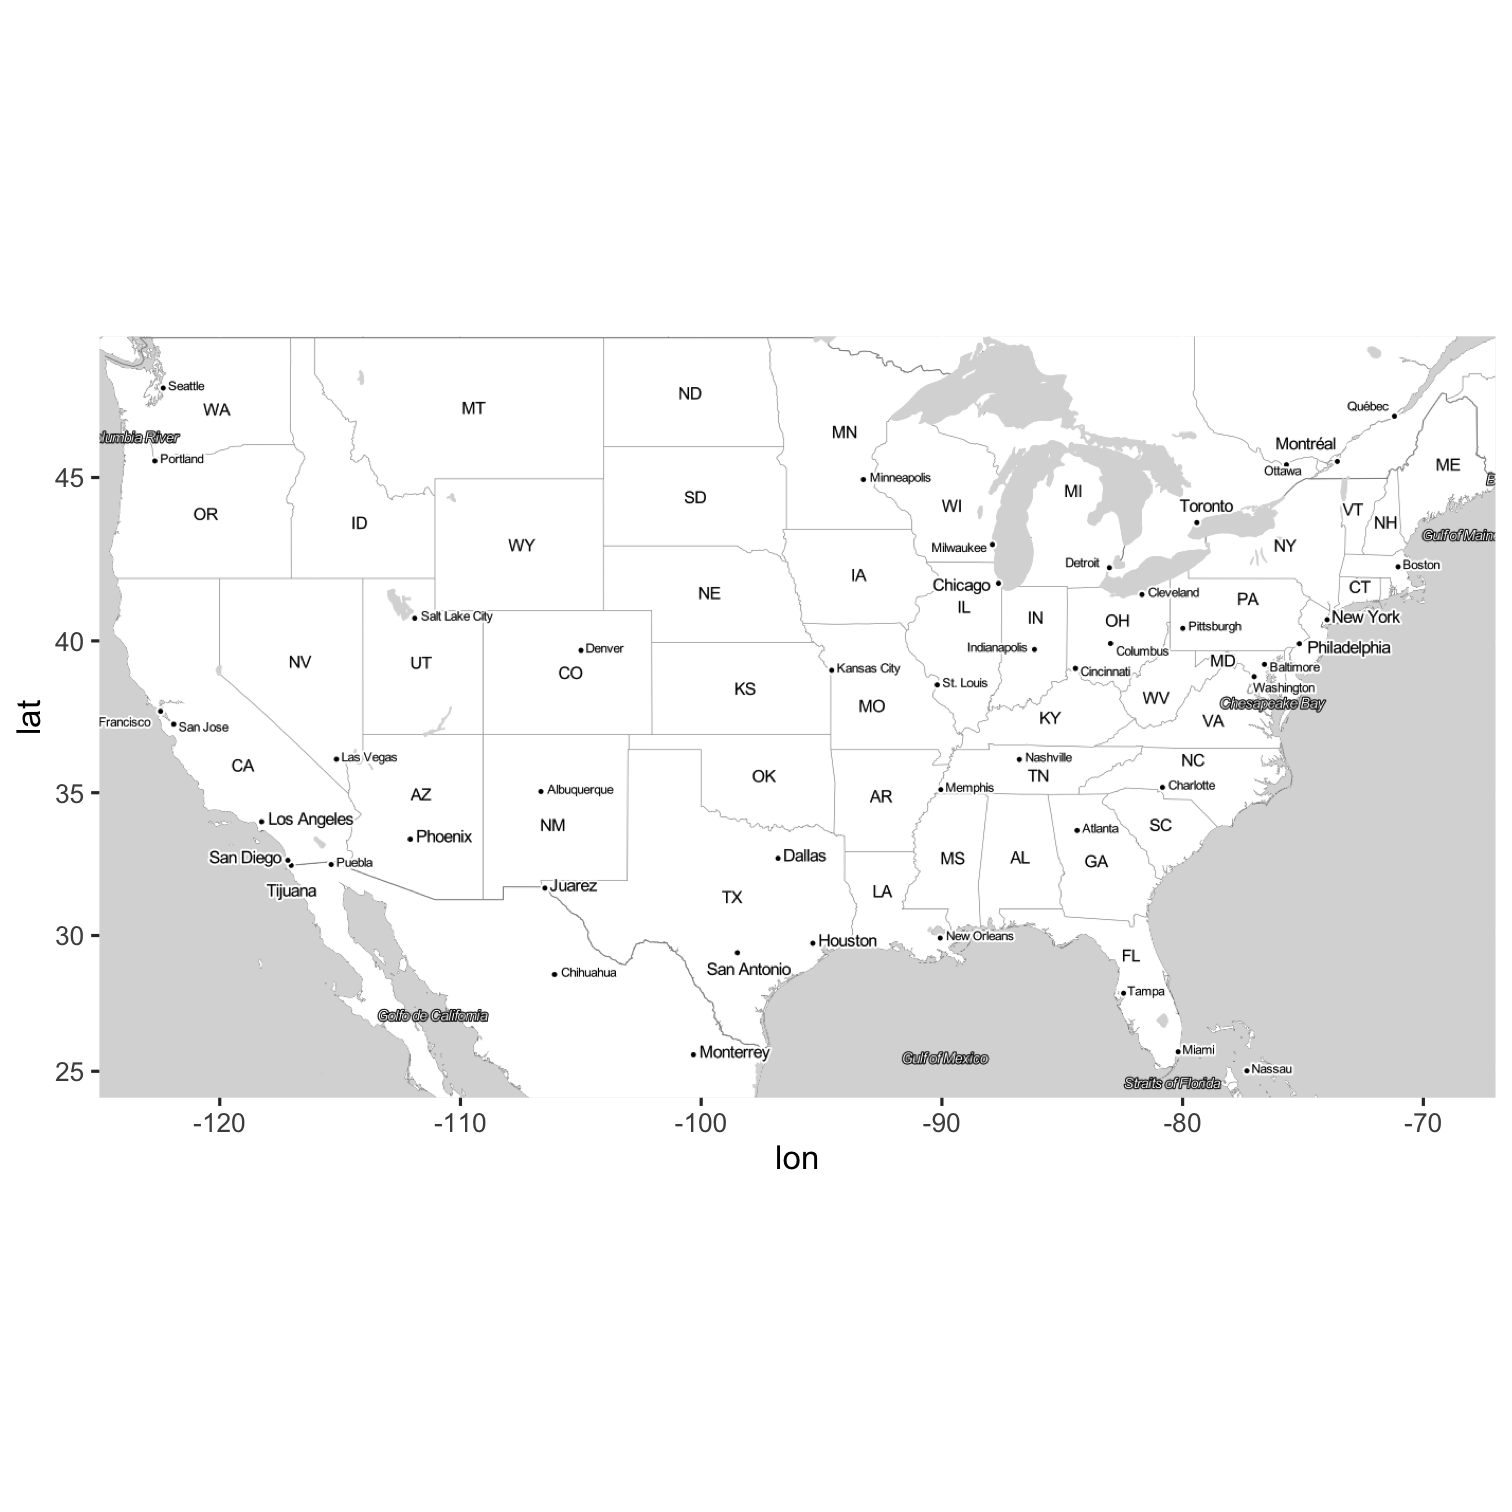 Seattle
WA
ND
MT
Québec
MN
lumbia River
Montréal
Portland
ME
Ottawa
45
Minneapolis
MI
SD
WI
Toronto
VT
OR
ID
NH
Gulf of Maine
WY
NY
Milwaukee
Detroit
Boston
IA
Chicago
CT
NE
Cleveland
PA
IL
Salt Lake City
IN
OH
New York
Pittsburgh
40
Denver
Indianapolis
Columbus
Philadelphia
NV
UT
CO
Kansas City
MD
Baltimore
Cincinnati
KS
St. Louis
Washington
WV
Chesapeake Bay
MO
lat
Francisco
San Jose
KY
VA
Las Vegas
Nashville
NC
CA
OK
TN
35
AZ
Albuquerque
AR
Memphis
Charlotte
Los Angeles
NM
SC
Phoenix
Atlanta
San Diego
Puebla
Dallas
MS
AL
GA
Tijuana
Juarez
TX
LA
30
Houston
New Orleans
FL
San Antonio
Chihuahua
Tampa
Golfo de California
Monterrey
Gulf of Mexico
Miami
25
Straits of Florida
Nassau
-120
-110
-100
-90
-80
-70
lon